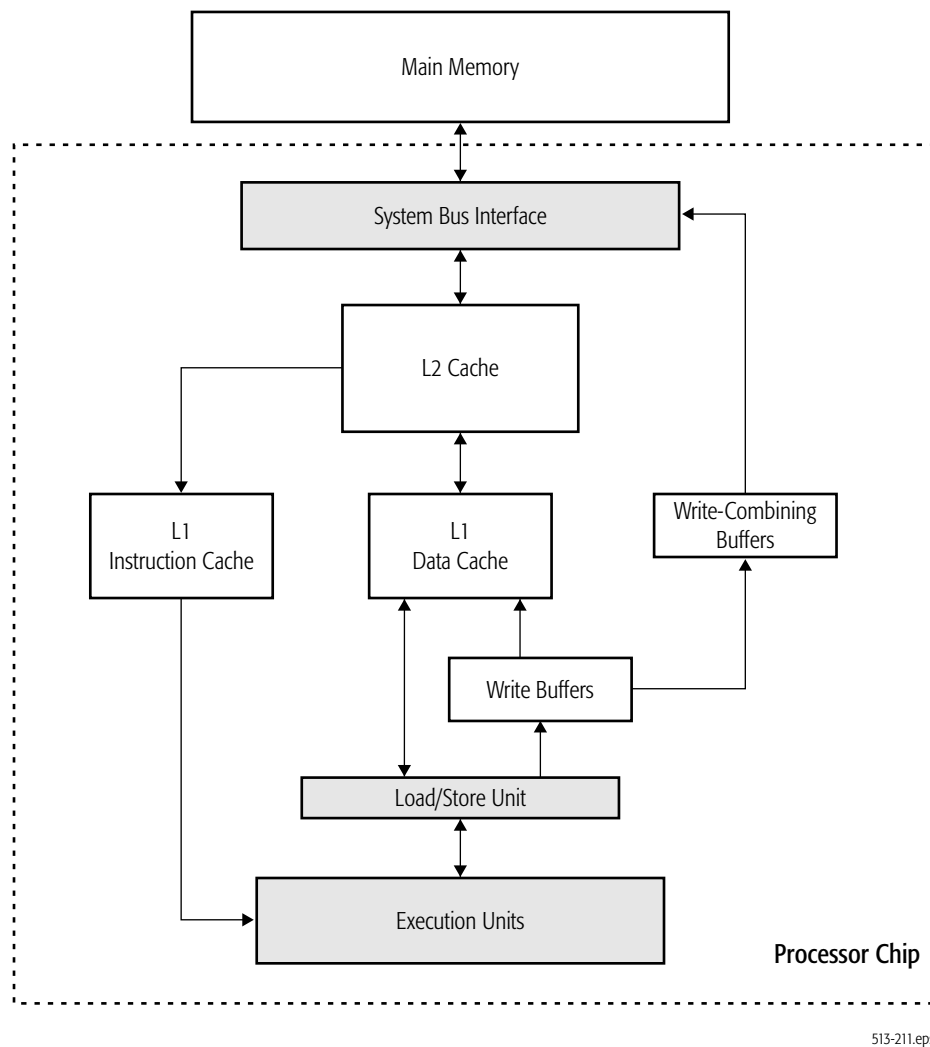 Main Memory
System Bus Interface
L2 Cache
L1
Instruction Cache
L1
Data Cache
Write-Combining
Buffers
Write Buffers
Load/Store Unit
Execution Units
Processor Chip
513-211.ep